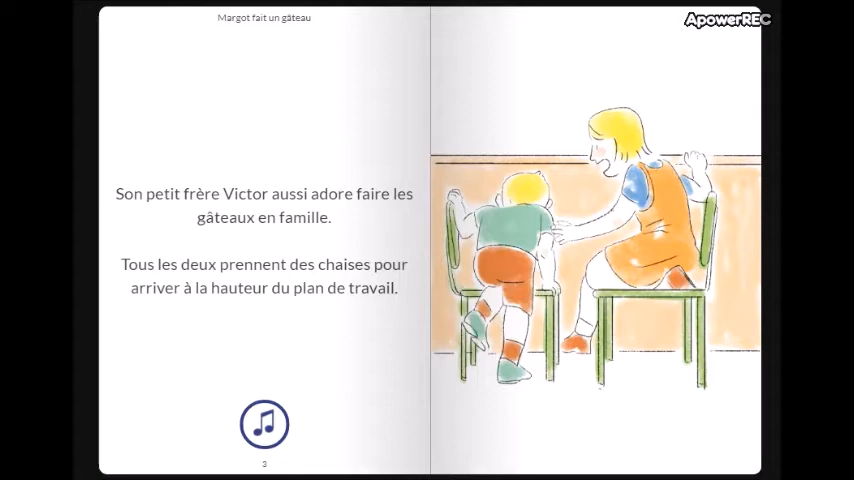 Margot fait un gâteau
ApowerREC
Son petit frère Victor aussi adore faire les
gâteaux en famille.
Tous les deux prennent des chaises pour
arriver à la hauteur du plan de travail.
3